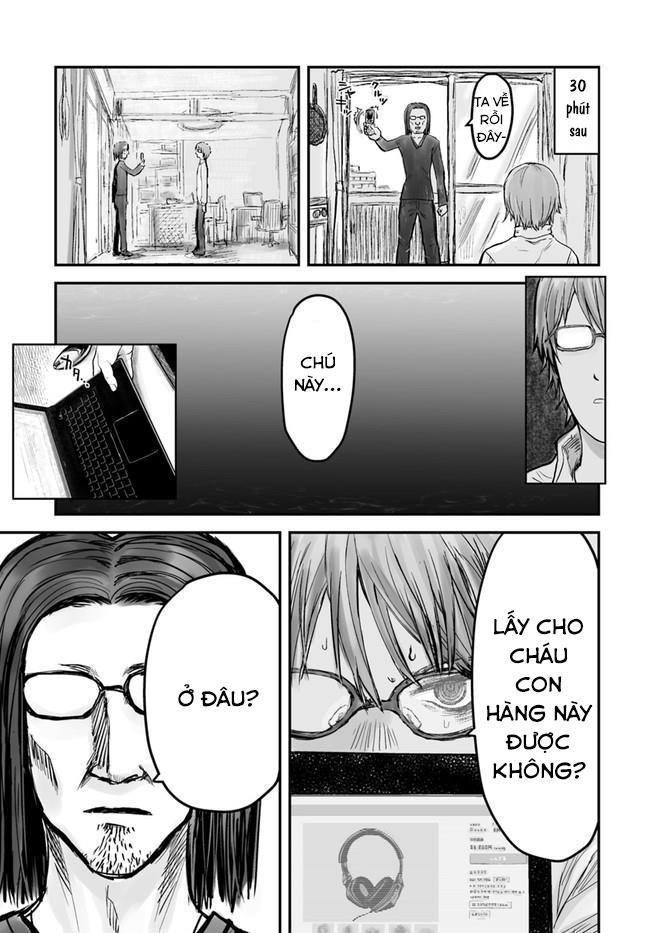 30
phút
sau
TA VỀ
RỒI
ĐÂY-
CHÚ
NÀY...
LẤY CHO
CHÁU
CON
HÀNG NÀY
ĐƯỢC
KHÔNG?
Ở ĐÂU?